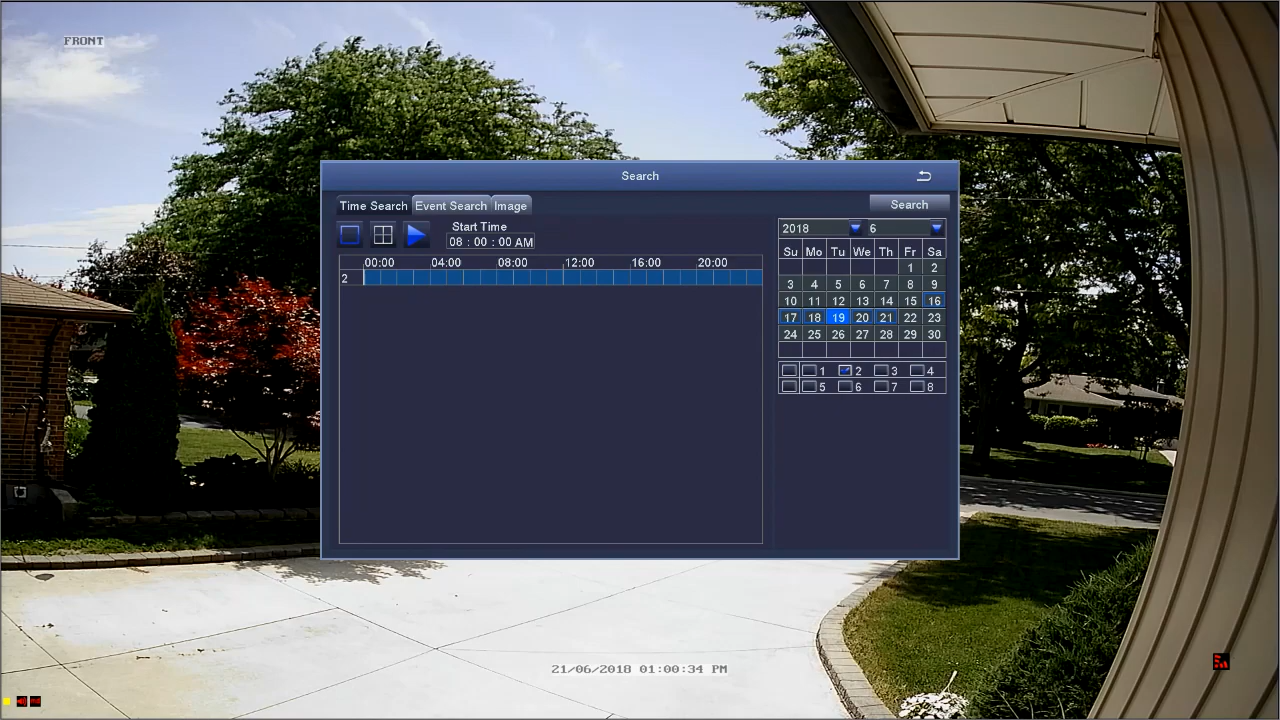 FRONT
Search
Time Search Event Search Image
Search
Start Time
08 : 00 : 00 AM
2018 6
00:00 04:00 08:00 12:00 16:00 20:00
2
Su Mo Tu We Th Fr Sa
1 2
3 4 5 6 7 8 9
10 11 12 13 14 15 16
17 18 19 20 21 22 23
24 25 26 27 28 29 30
1 2 3 4
5 6 7 8
21/06/2018 01:00:34 PM